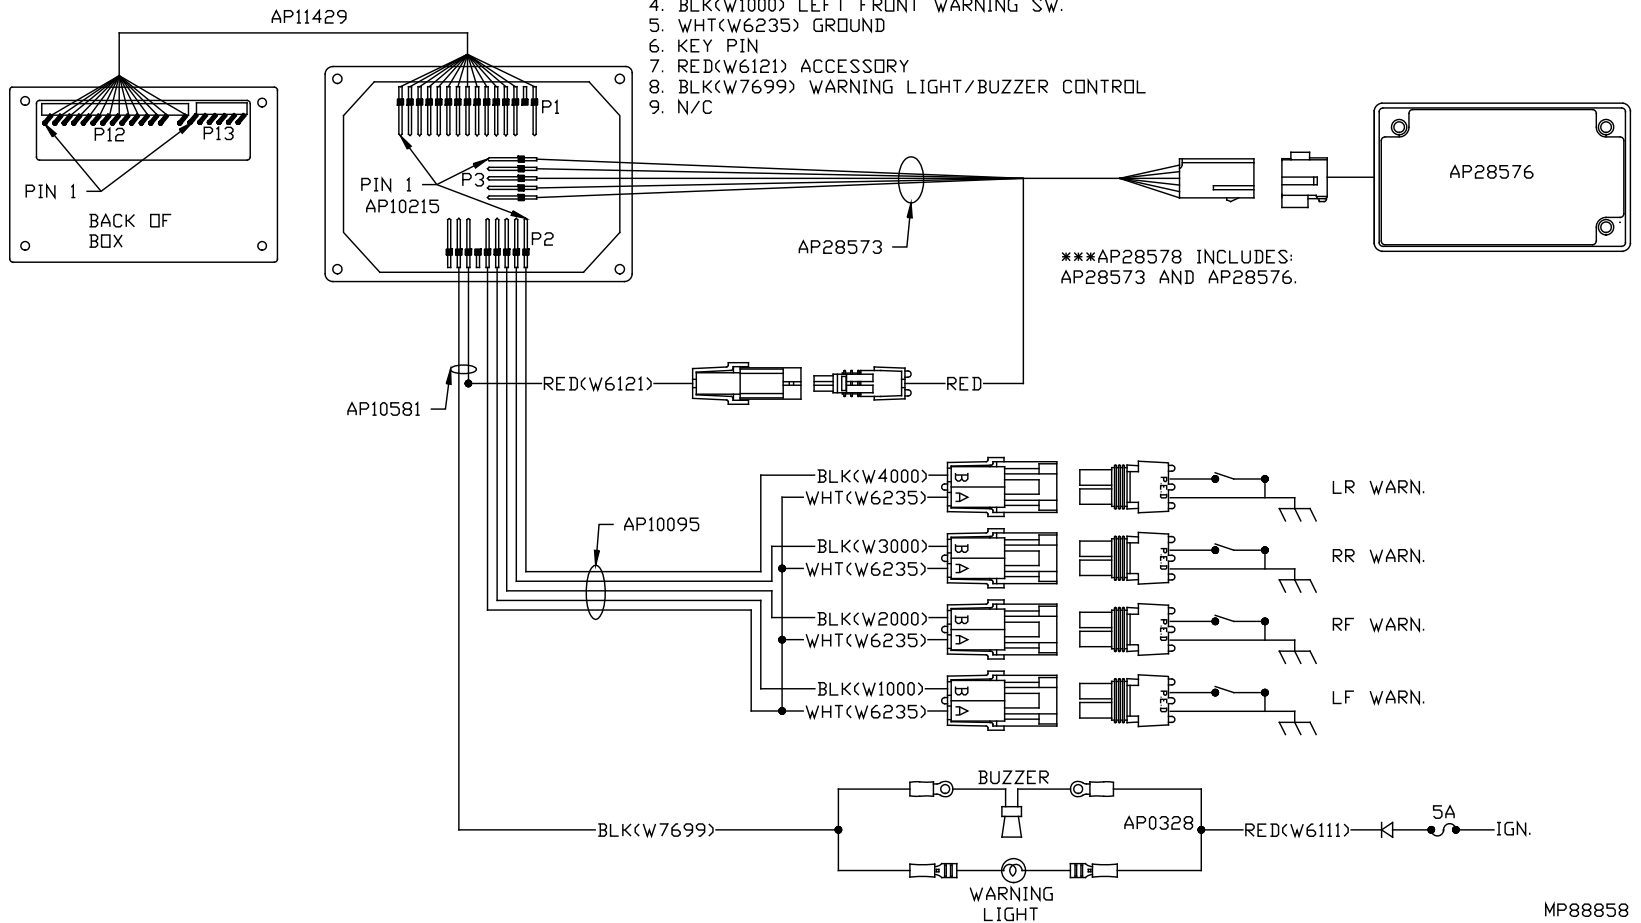 AP11429
4. BLK(W1000) LEFT FRONT WARNING SW.
5. WHT(W6235) GROUND
6. KEY PIN
7. RED(W6121) ACCESSORY
8. BLK(W7699) WARNING LIGHT/BUZZER CONTROL
9. N/C
P12
P13
PIN 1
BACK OF
BOX
P1
P3
PIN 1
AP10215
P2
AP28573
AP28576
***AP28578 INCLUDES:
AP28573 AND AP28576.
RED(W6121)
RED
AP10581
BLK(W4000)
WHT(W6235)
B
A
LR WARN.
AP10095
BLK(W3000)
WHT(W6235)
B
A
RR WARN.
BLK(W2000)
WHT(W6235)
B
A
RF WARN.
BLK(W1000)
WHT(W6235)
B
A
LF WARN.
BUZZER
BLK(W7699)
AP0328
RED(W6111)
5A
IGN.
WARNING
LIGHT
MP88858